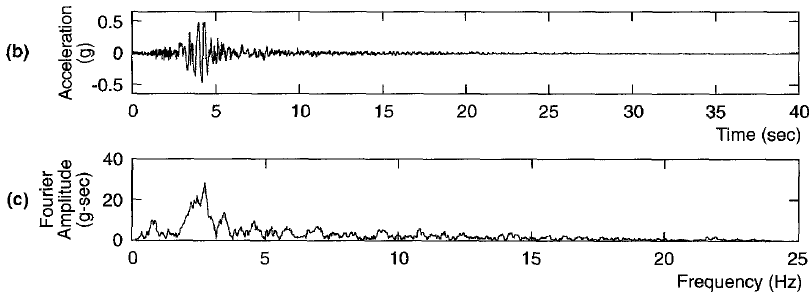 (b)
Acceleration
(g)
0.5
0
-0.5
0 5 10 15 20 25 30 35 40
Time (sec)
(c)
Fourier
Amplitude
(g-sec)
40
20
0
0 5 10 15 20 25
Frequency (Hz)